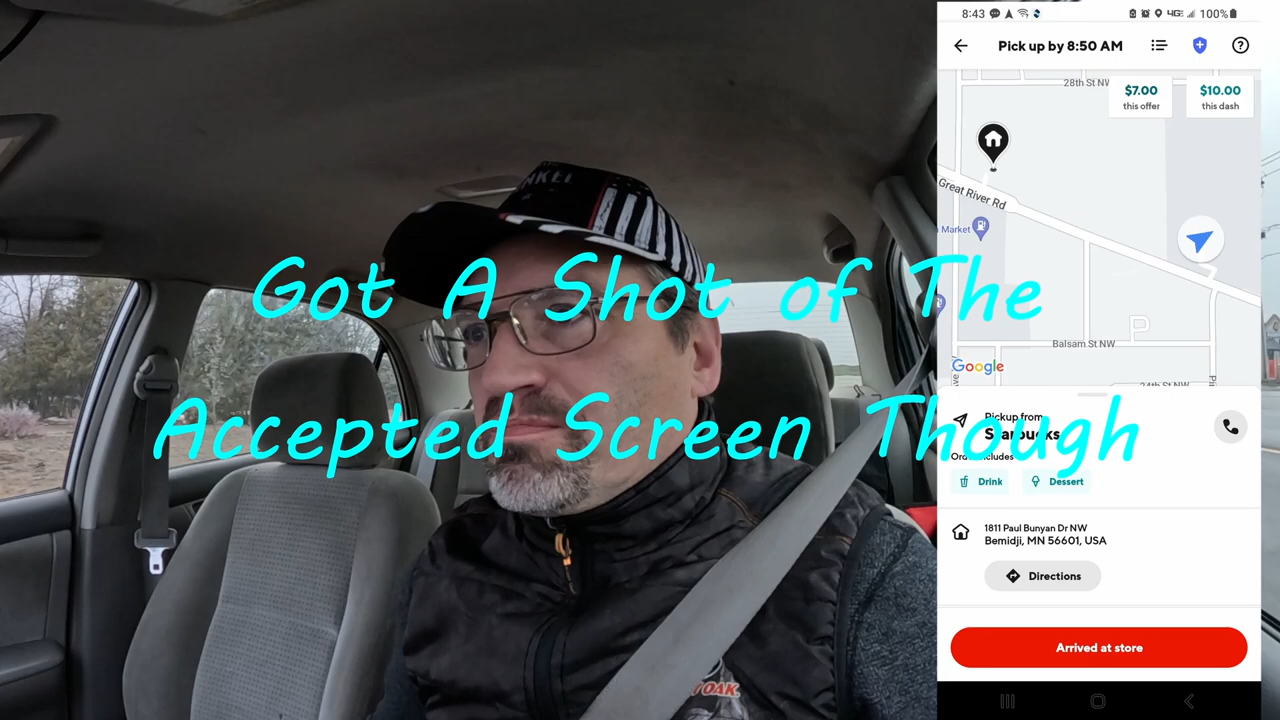 8:43
4GE
100%
Pick up by 8:50 AM
28th St NW
$7.00
this offer
$10.00
this dash
Great River Rd
Market
Balsam St NW
Google
24th St NW
Got A Shot of The
Accepted Screen Though
Pickup from
Starbucks
Order includes
Drink
Dessert
1811 Paul Bunyan Dr NW
Bemidji, MN 56601, USA
Directions
Arrived at store
OAK